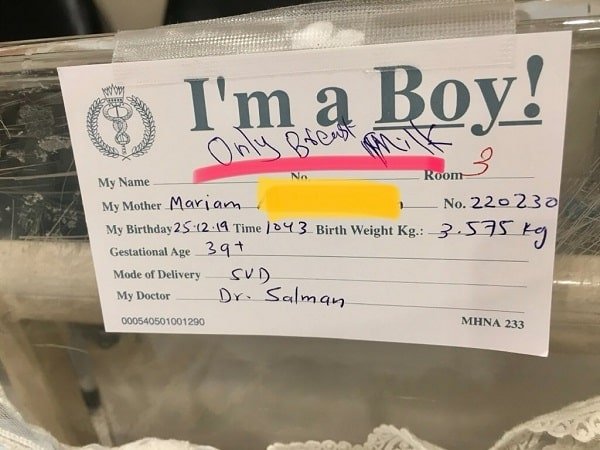 I'm a Boy!
Only Breast Milk
My Name No Room 3
My Mother Mariam No. 220230
My Birthday 25.12.19 Time 1043 Birth Weight Kg.: 3.575 kg
Gestational Age 39+
Mode of Delivery SVD
My Doctor Dr. Salman
000540501001290 MHNA 233